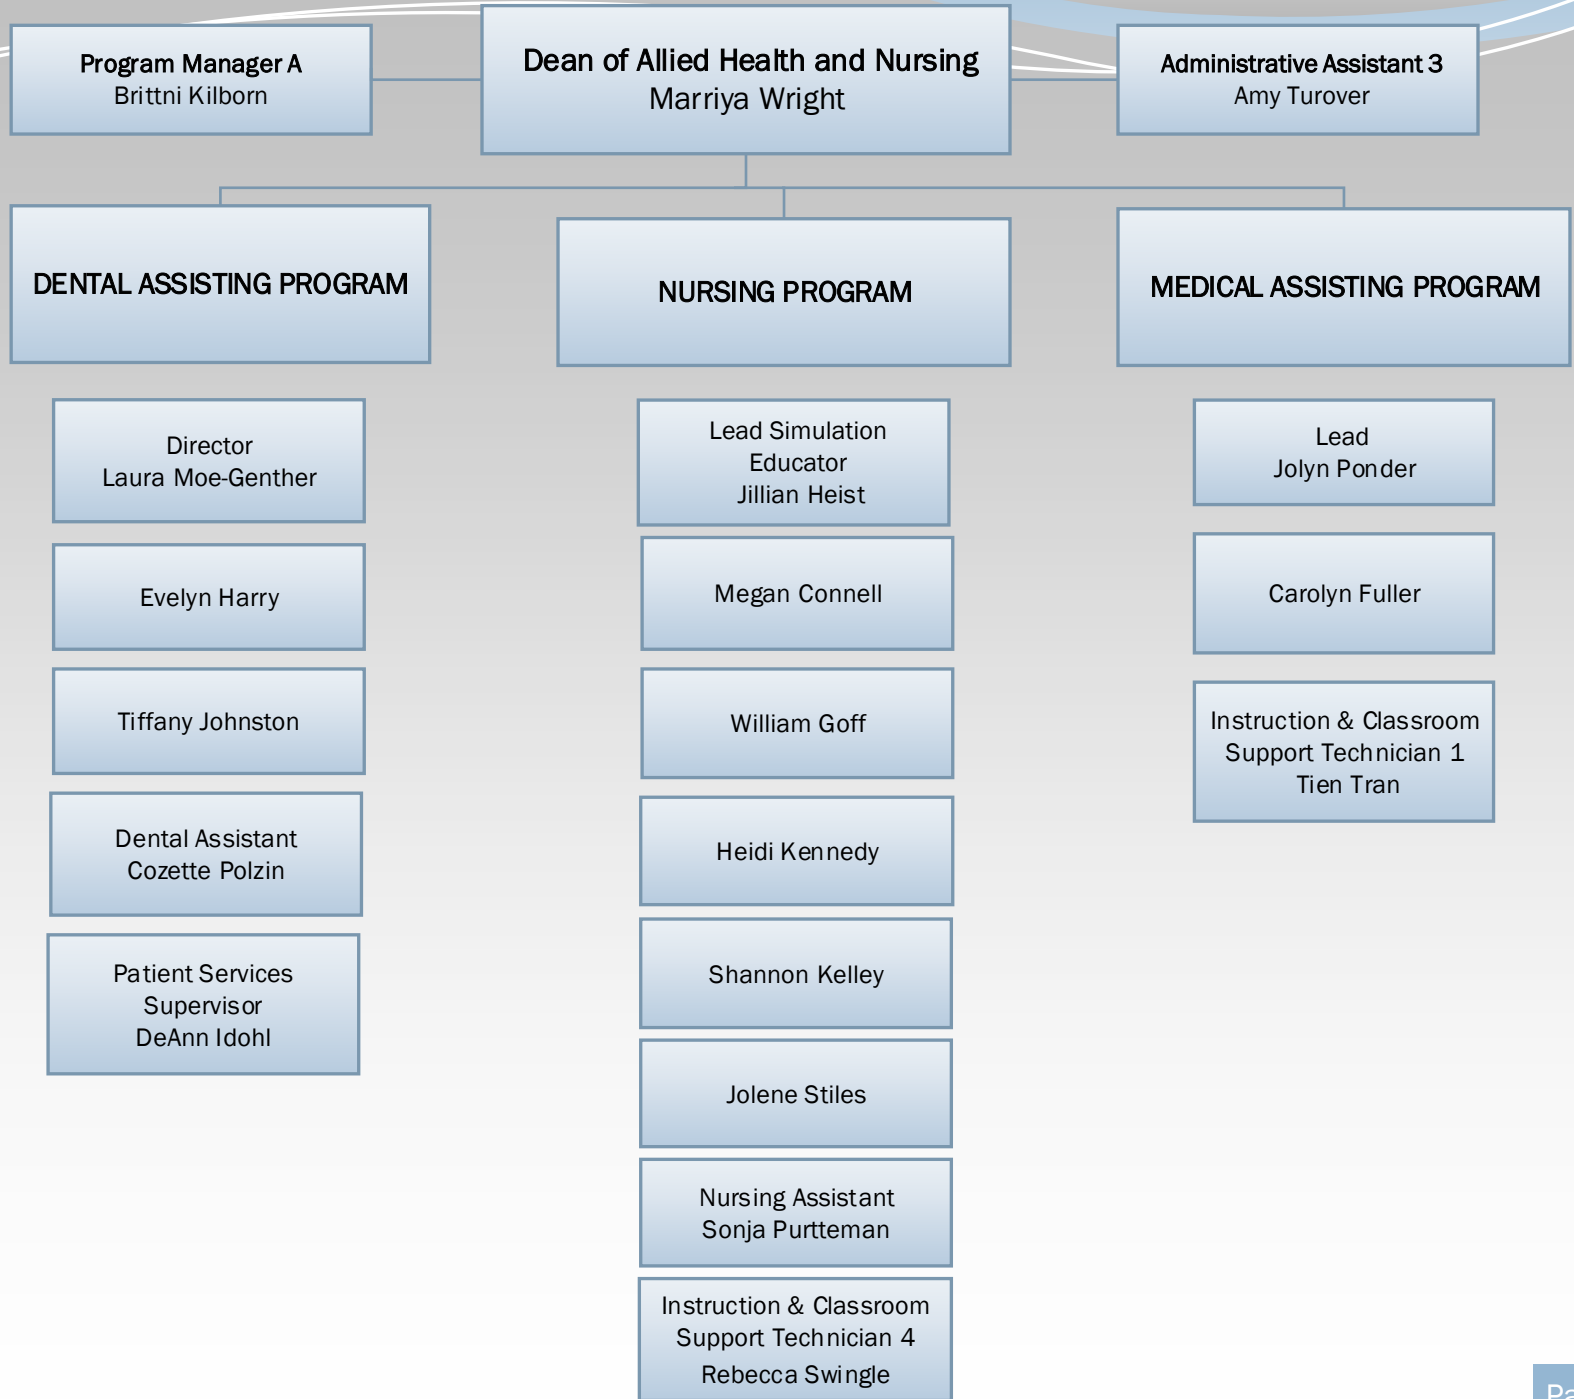 Program Manager A
Brittni Kilborn
Dean of Allied Health and Nursing
Marriya Wright
Administrative Assistant 3
Amy Turover
DENTAL ASSISTING PROGRAM
NURSING PROGRAM
MEDICAL ASSISTING PROGRAM
Director
Laura Moe-Genther
Evelyn Harry
Tiffany Johnston
Dental Assistant
Cozette Polzin
Patient Services
Supervisor
DeAnn Idohl
Lead Simulation
Educator
Jillian Heist
Megan Connell
William Goff
Heidi Kennedy
Shannon Kelley
Jolene Stiles
Nursing Assistant
Sonja Purtteman
Instruction & Classroom
Support Technician 4
Rebecca Swingle
Lead
Jolyn Ponder
Carolyn Fuller
Instruction & Classroom
Support Technician 1
Tien Tran